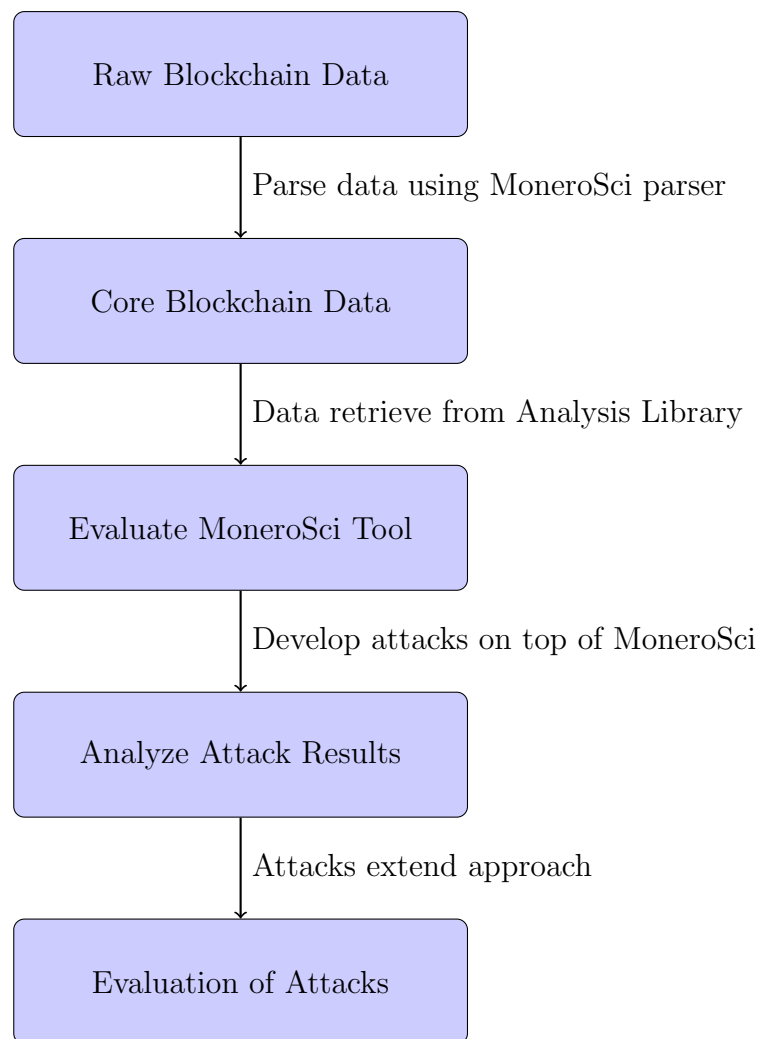 Raw Blockchain Data
Parse data using MoneroSci parser
Core Blockchain Data
Data retrieve from Analysis Library
Evaluate MoneroSci Tool
Develop attacks on top of MoneroSci
Analyze Attack Results
Attacks extend approach
Evaluation of Attacks